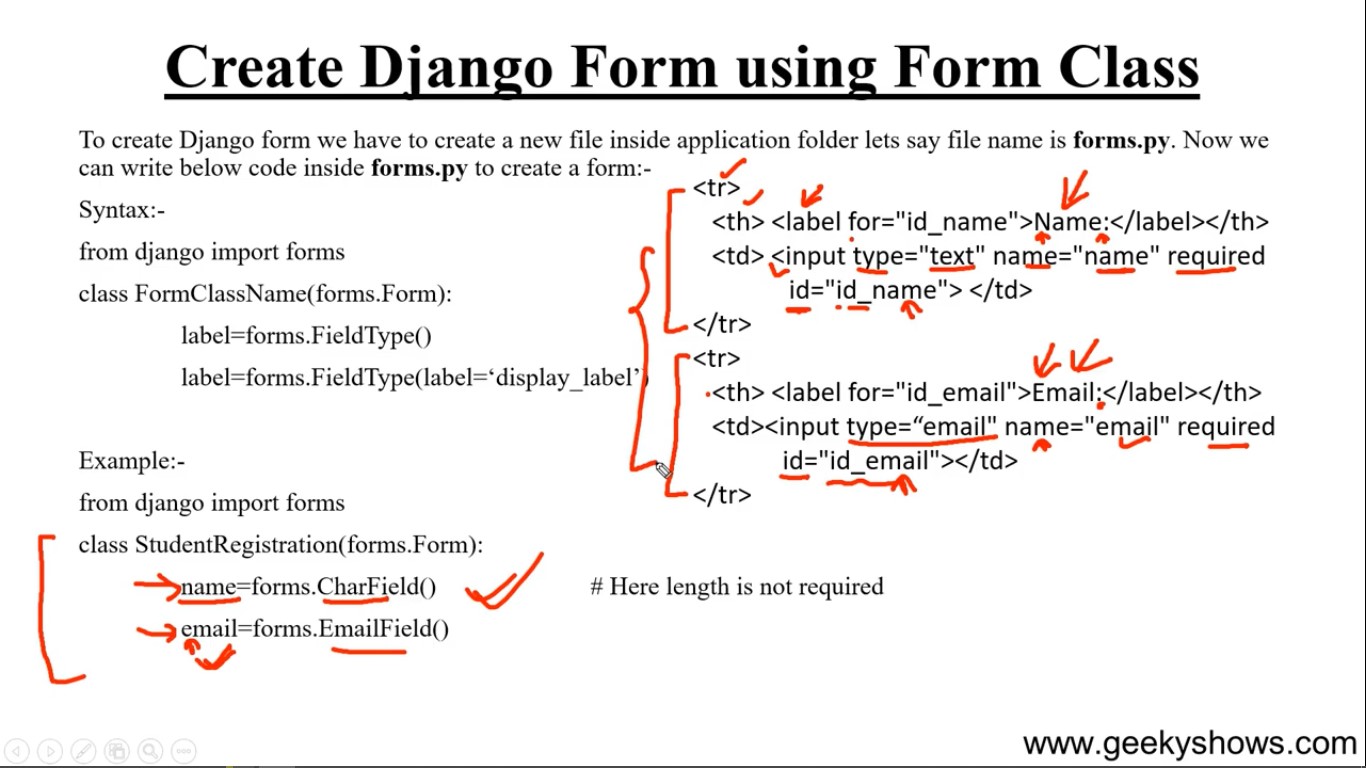 Create Django Form using Form Class
To create Django form we have to create a new file inside application folder lets say file name is forms.py. Now we
can write below code inside forms.py to create a form:-
Syntax:-
from django import forms
class FormClassName(forms.Form):
label=forms.FieldType()
label=forms.FieldType(label=‘display_label’)
Example:-
from django import forms
class StudentRegistration(forms.Form):
name=forms.CharField()
# Here length is not required
email=forms.EmailField()
<tr>
<th> <label for="id_name">Name:</label></th>
<td> <input type="text" name="name" required
id="id_name"> </td>
</tr>
<tr>
<th> <label for="id_email">Email:</label></th>
<td><input type=“email" name="email" required
id="id_email"></td>
</tr>
www.geekyshows.com